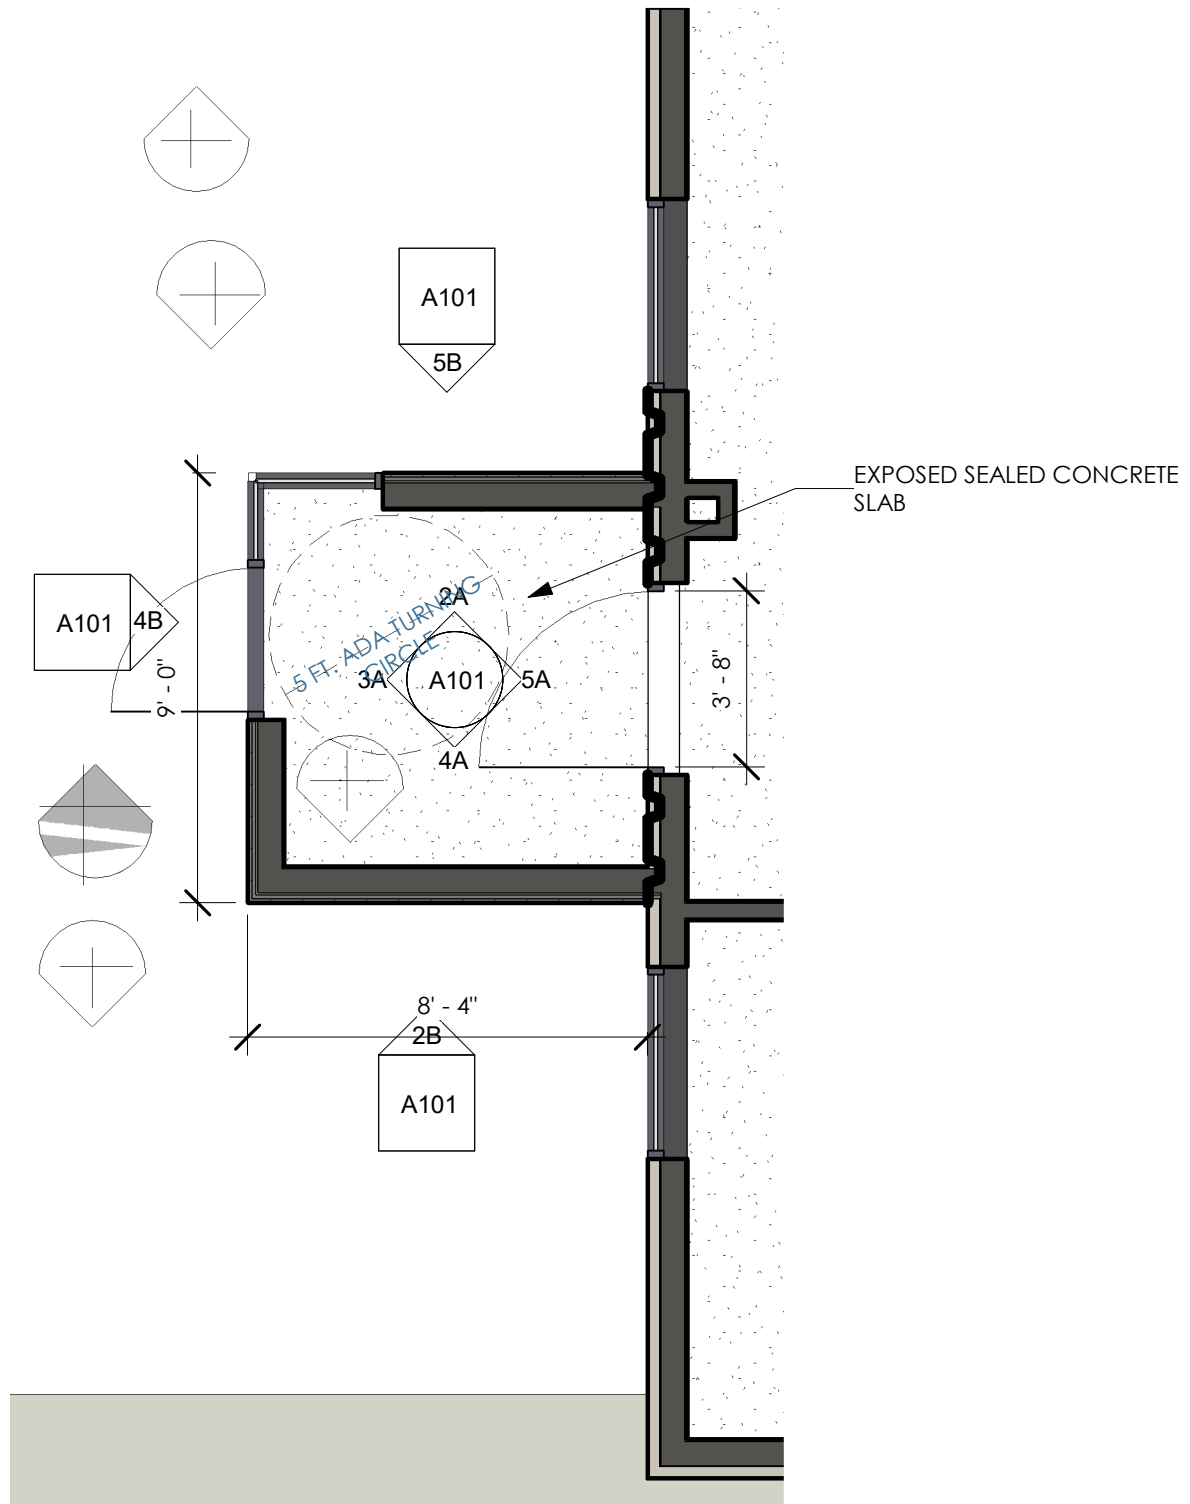 A101
5B
EXPOSED SEALED CONCRETE
SLAB
A101
4B
9' - 0"
5 FT. ADA TURNING
CIRCLE
2A
3A
A101
5A
4A
3' - 8"
8' - 4"
2B
A101